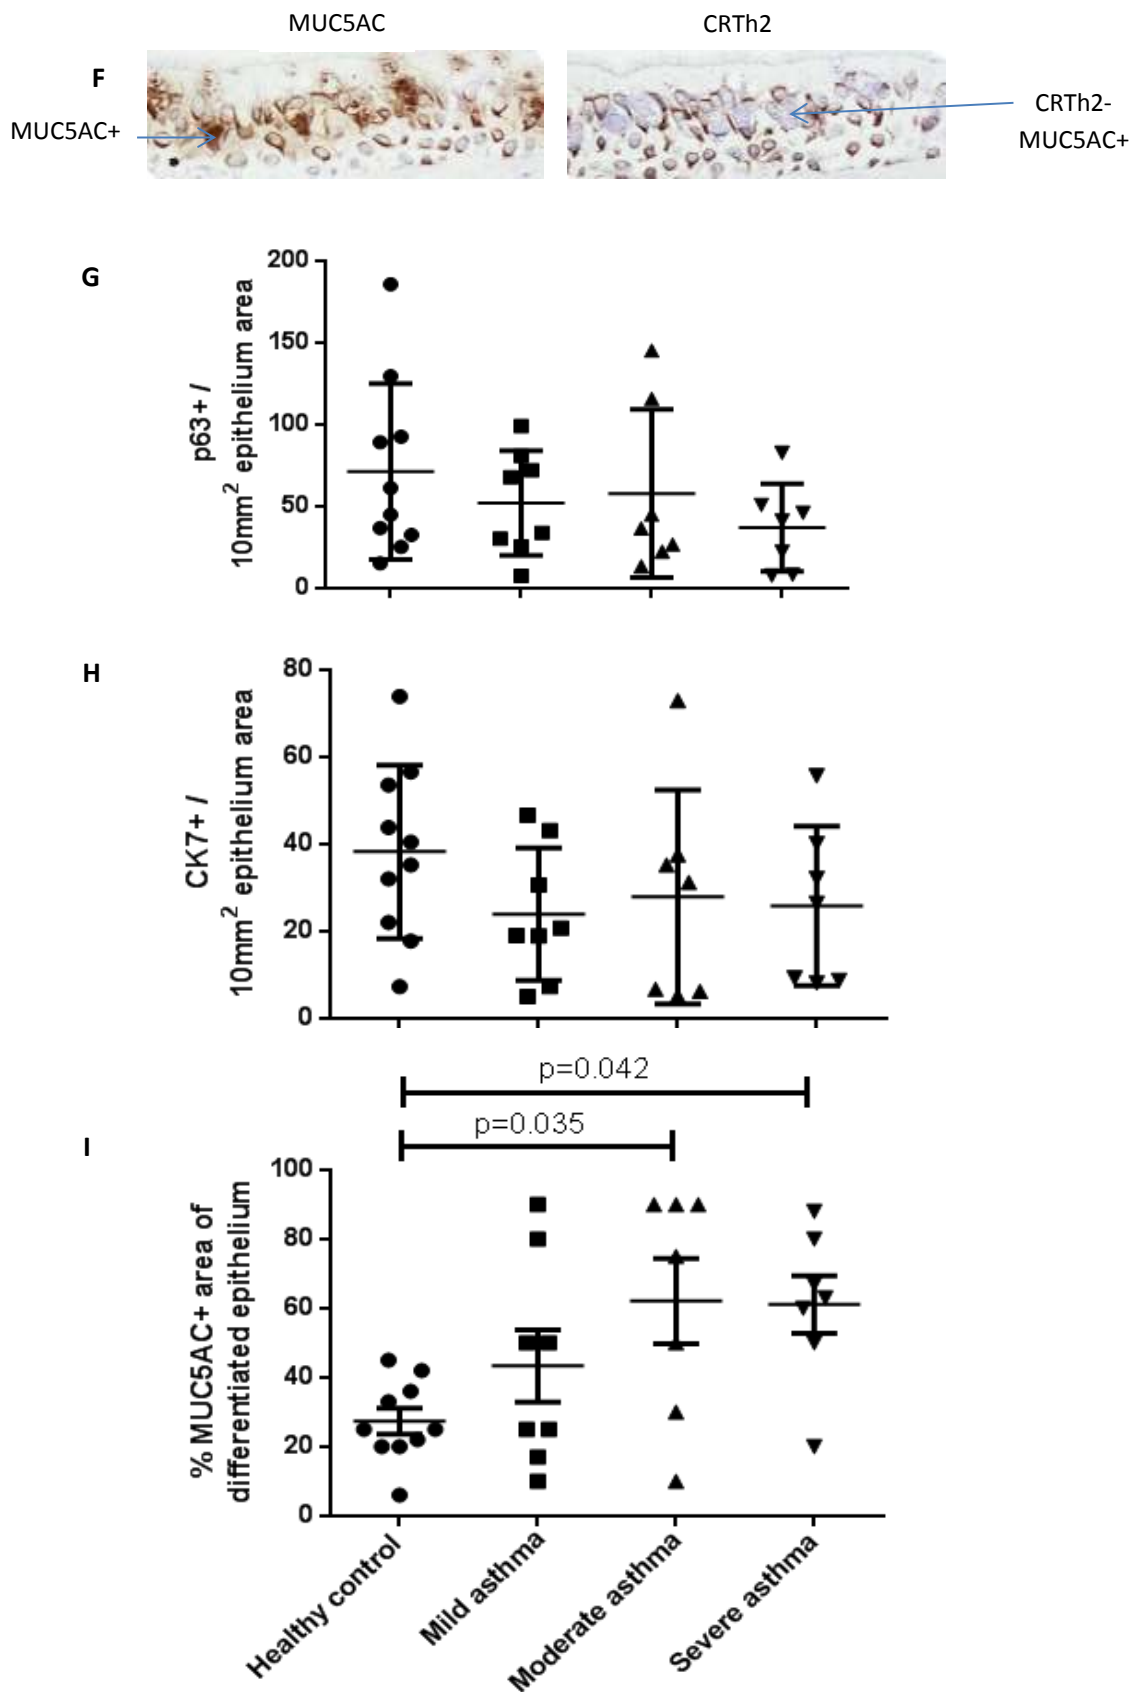 MUC5AC
CRTh2
F
MUC5AC+
CRTh2-
MUC5AC+
G
p63+ /
10mm² epithelium area
200
150
100
50
0
H
CK7+ /
10mm² epithelium area
80
60
40
20
0
p=0.042
p=0.035
I
% MUC5AC+ area of
differentiated epithelium
100
80
60
40
20
0
Healthy control
Mild asthma
Moderate asthma
Severe asthma